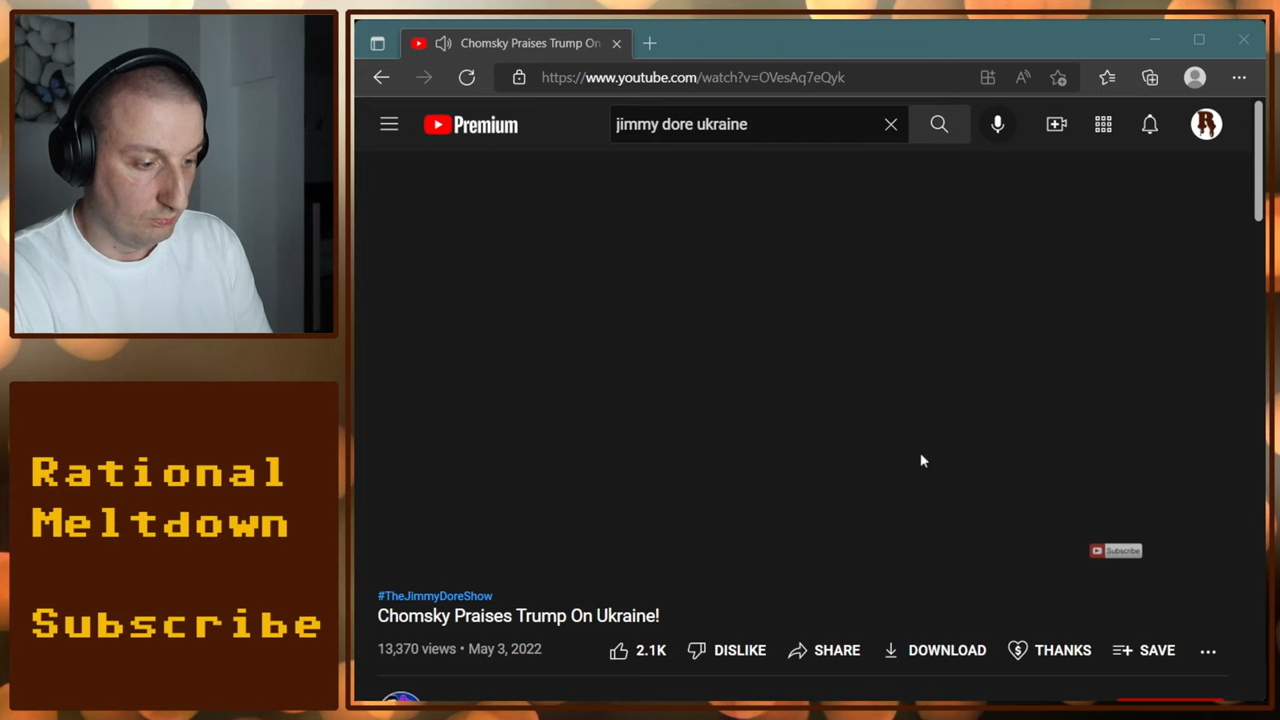 Chomsky Praises Trump On
https://www.youtube.com/watch?v=OVesAq7eQyk
Premium
jimmy dore ukraine
Subscribe
#TheJimmyDoreShow
Chomsky Praises Trump On Ukraine!
13,370 views • May 3, 2022
2.1K
DISLIKE
SHARE
DOWNLOAD
THANKS
SAVE
Rational
Meltdown
Subscribe